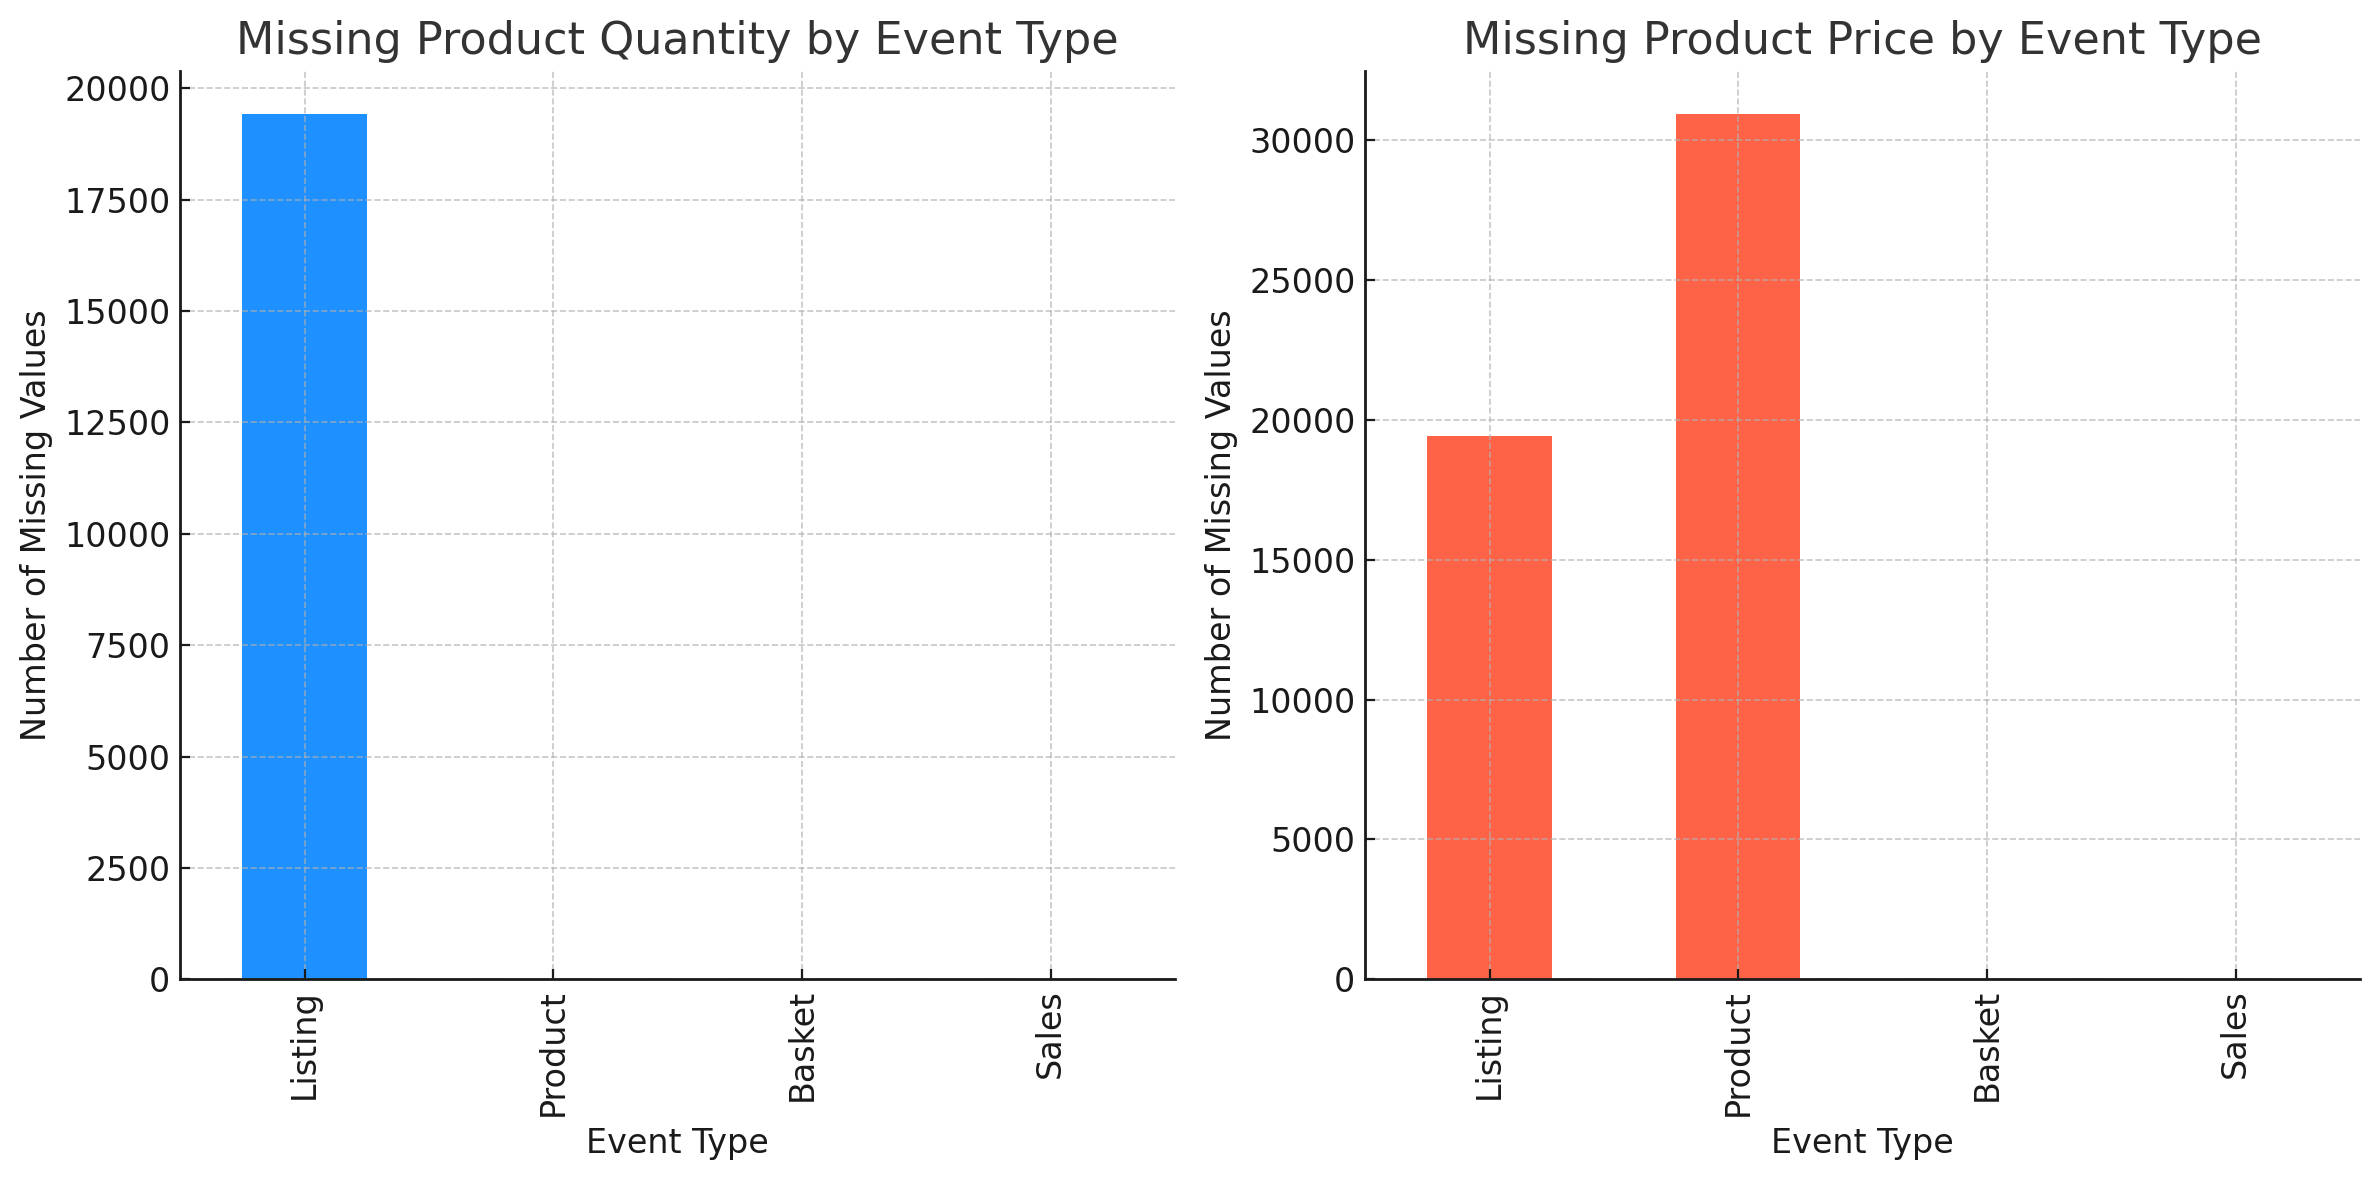 Missing Product Quantity by Event Type
Number of Missing Values
20000
17500
15000
12500
10000
7500
5000
2500
0
Listing
Product
Basket
Sales
Event Type
Missing Product Price by Event Type
Number of Missing Values
30000
25000
20000
15000
10000
5000
0
Listing
Product
Basket
Sales
Event Type